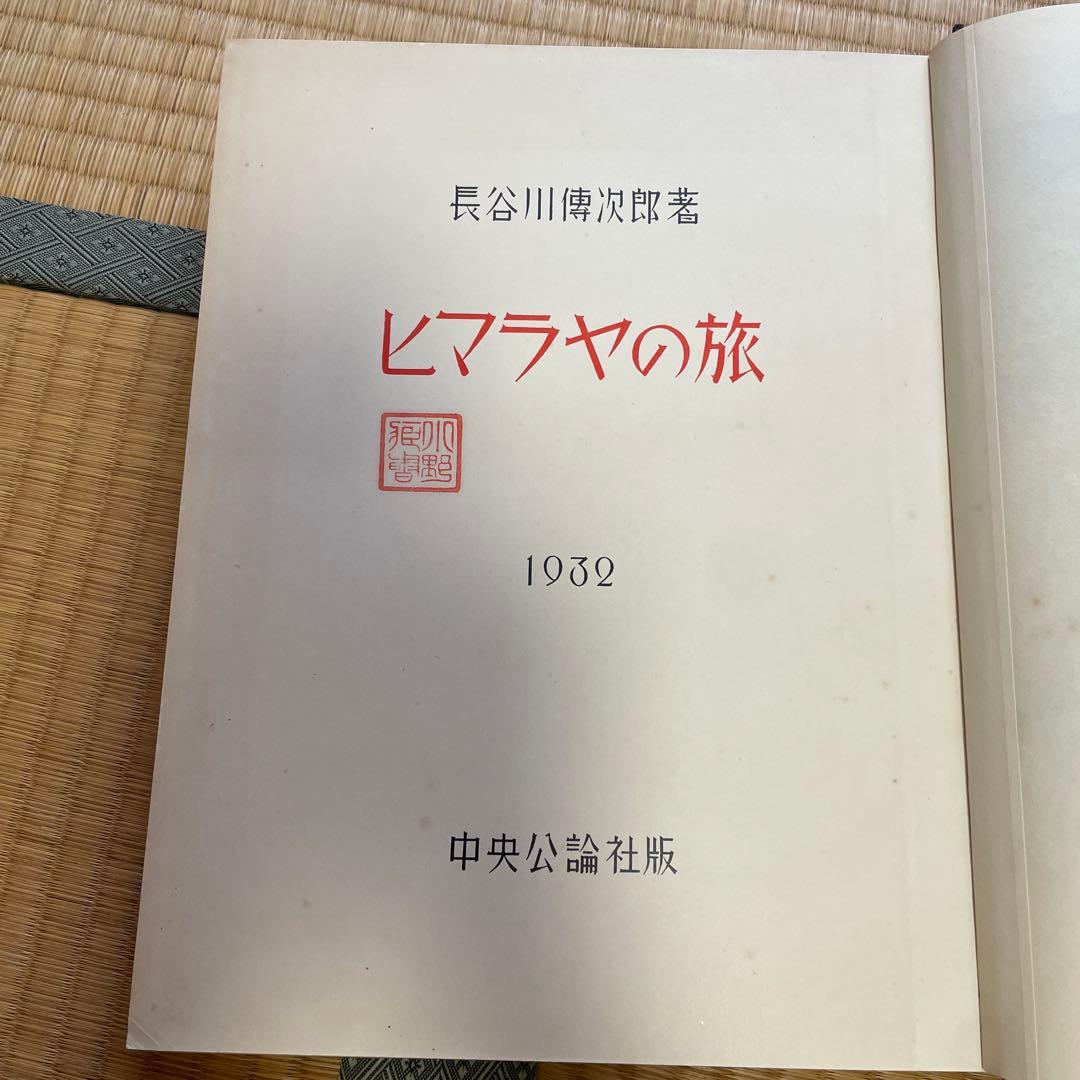 長谷川傳次郎著
ヒマラヤの旅
1932
中央公論社版